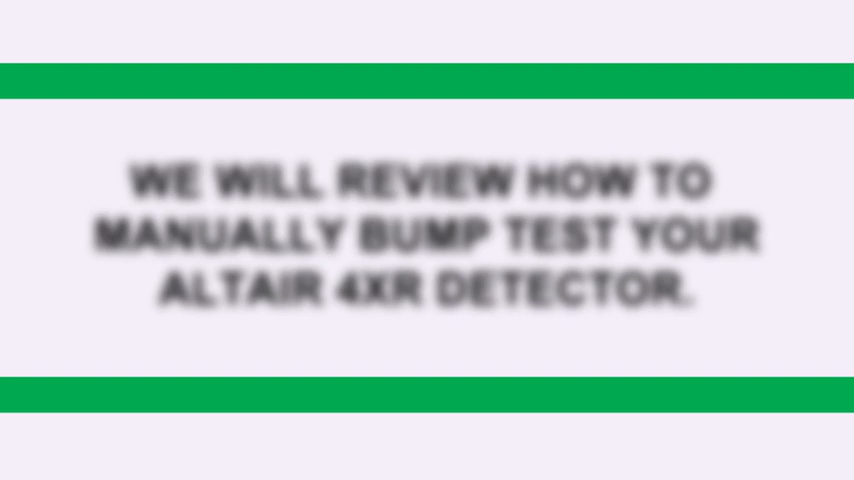 WE WILL REVIEW HOW TO
MANUALLY BUMP TEST YOUR
ALTAIR 4XR DETECTOR.